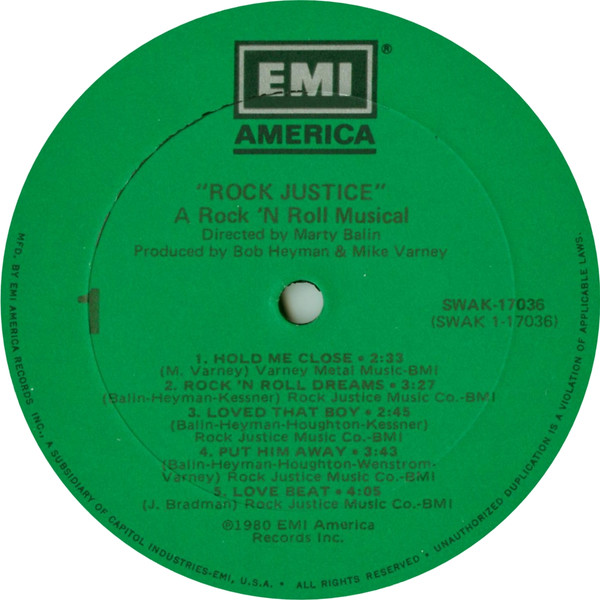 EMI®
AMERICA
"ROCK JUSTICE"
A Rock 'N Roll Musical
Directed by Marty Balin
Produced by Bob Heyman & Mike Varney
1
SWAK-17036
(SWAK 1-17036)
1. HOLD ME CLOSE • 2:33
(M. Varney) Varney Metal Music-BMI
2. ROCK 'N ROLL DREAMS • 3:27
(Balin-Heyman-Kessner) Rock Justice Music Co.-BMI
3. LOVED THAT BOY • 2:45
(Balin-Heyman-Houghton-Kessner)
Rock Justice Music Co.-BMI
4. PUT HIM AWAY • 3:43
(Balin-Heyman-Houghton-Wenstrom-
Varney) Rock Justice Music Co.-BMI
5. LOVE BEAT • 4:05
(J. Bradman) Rock Justice Music Co.-BMI
©1980 EMI America
Records Inc.
MFD. BY EMI AMERICA RECORDS INC., A SUBSIDIARY OF CAPITOL INDUSTRIES-EMI, U.S.A. • ALL RIGHTS RESERVED • UNAUTHORIZED DUPLICATION IS A VIOLATION OF APPLICABLE LAWS.